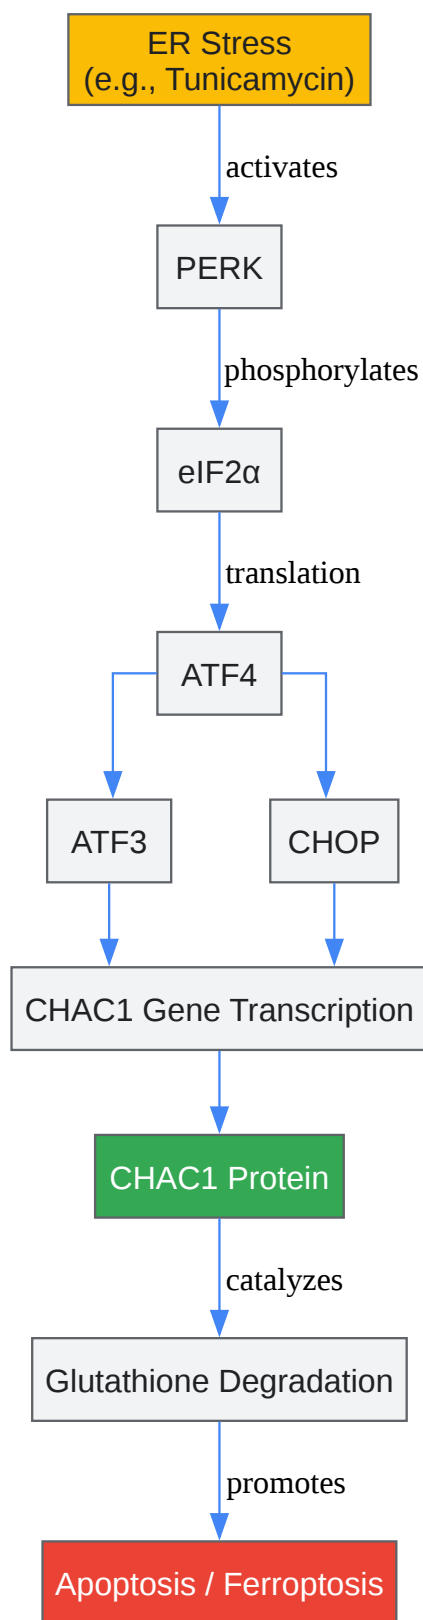 ER Stress
(e.g., Tunicamycin)
activates
PERK
phosphorylates
eIF2α
translation
ATF4
ATF3
CHOP
CHAC1 Gene Transcription
CHAC1 Protein
catalyzes
Glutathione Degradation
promotes
Apoptosis / Ferroptosis